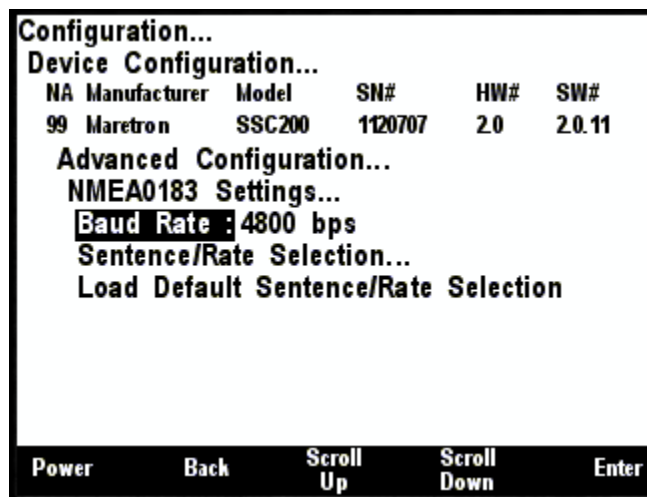 Configuration...
Device Configuration...
NA Manufacturer Model SN# HW# SW#
99 Maretron SSC200 1120707 2.0 2.0.11
Advanced Configuration...
NMEA0183 Settings...
Baud Rate : 4800 bps
Sentence/Rate Selection...
Load Default Sentence/Rate Selection
Power Back Scroll Up Scroll Down Enter